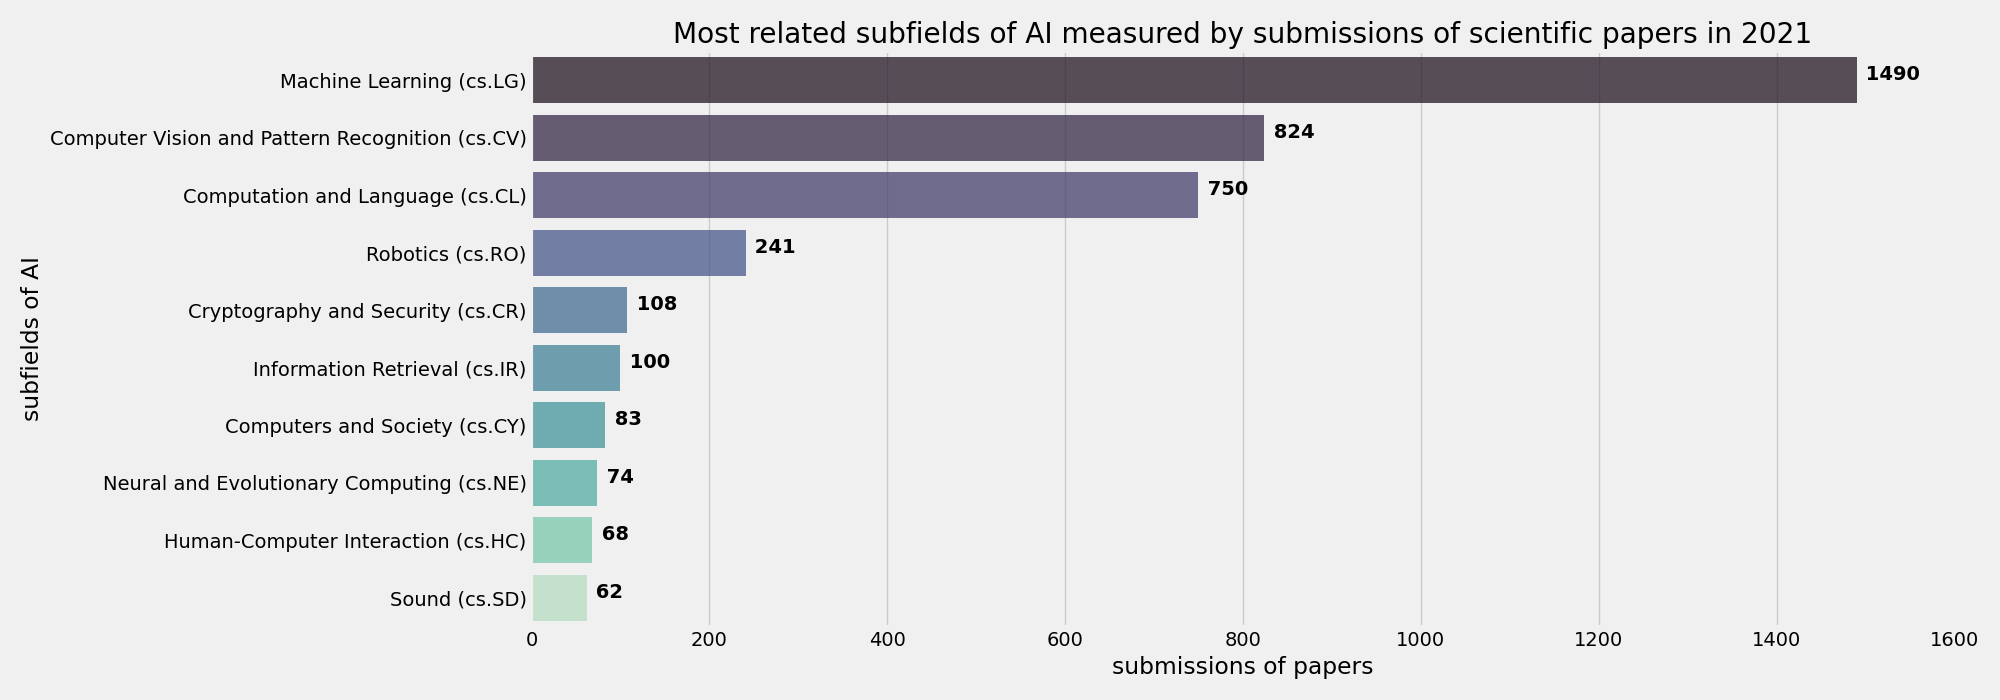 Most related subfields of AI measured by submissions of scientific papers in 2021
Machine Learning (cs.LG) 1490
Computer Vision and Pattern Recognition (cs.CV) 824
Computation and Language (cs.CL) 750
Robotics (cs.RO) 241
Cryptography and Security (cs.CR) 108
Information Retrieval (cs.IR) 100
Computers and Society (cs.CY) 83
Neural and Evolutionary Computing (cs.NE) 74
Human-Computer Interaction (cs.HC) 68
Sound (cs.SD) 62
subfields of AI
0 200 400 600 800 1000 1200 1400 1600
submissions of papers